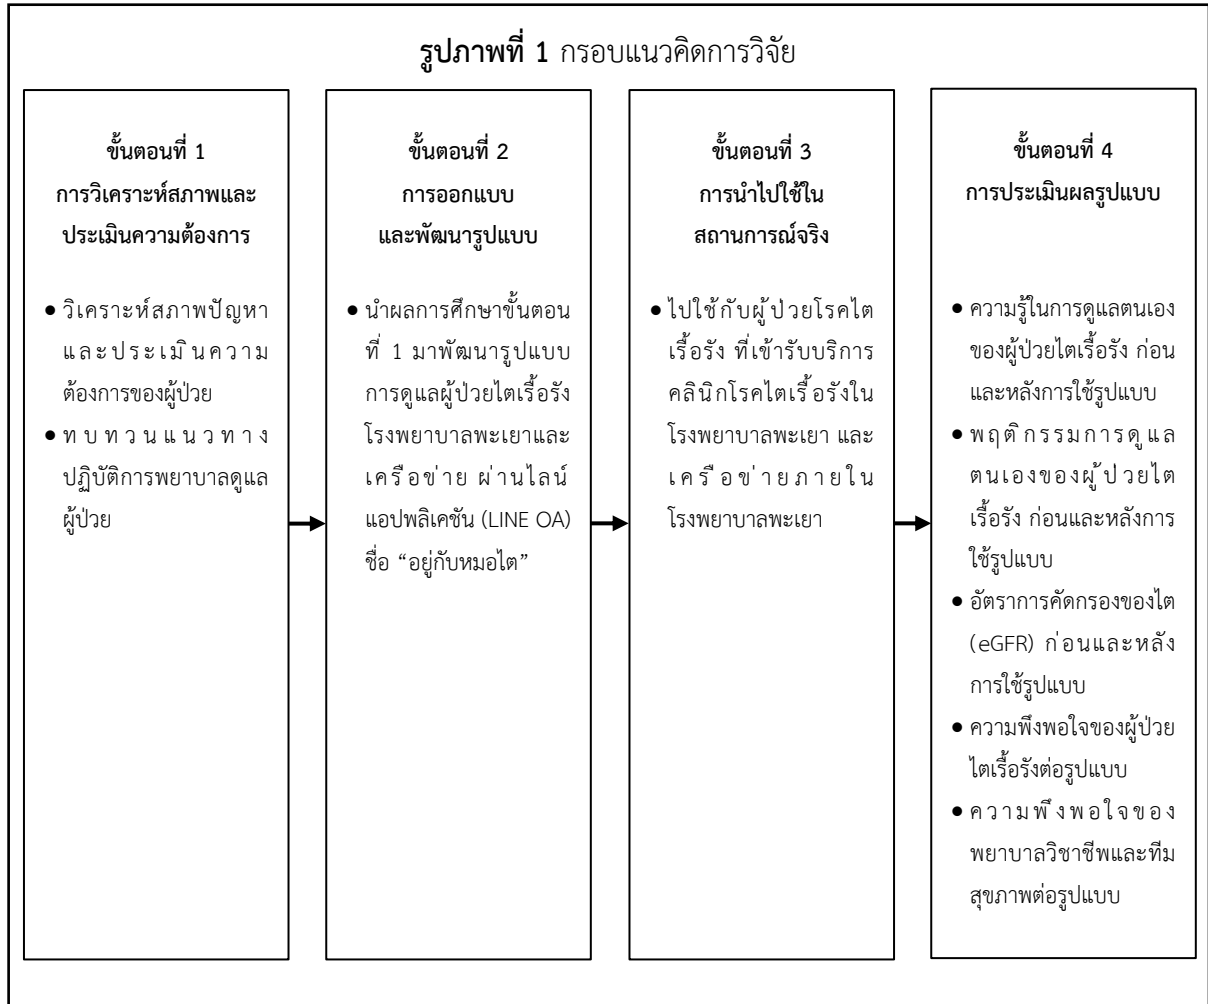 รูปภาพที่ 1 กรอบแนวคิดการวิจัย
ขั้นตอนที่ 1
การวิเคราะห์สภาพและ
ประเมินความต้องการ
• วิเคราะห์สภาพปัญหา
และประเมินความ
ต้องการของผู้ป่วย
• ทบทวนแนวทาง
ปฏิบัติการพยาบาลดูแล
ผู้ป่วย
ขั้นตอนที่ 2
การออกแบบ
และพัฒนารูปแบบ
• นำผลการศึกษาขั้นตอน
ที่ 1 มาพัฒนารูปแบบ
การดูแลผู้ป่วยไตเรื้อรัง
โรงพยาบาลพะเยาและ
เครือข่าย ผ่านไลน์
แอปพลิเคชัน (LINE OA)
ชื่อ “อยู่กับหมอไต”
ขั้นตอนที่ 3
การนำไปใช้ใน
สถานการณ์จริง
• ไปใช้กับผู้ป่วยโรคไต
เรื้อรัง ที่เข้ารับบริการ
คลินิกโรคไตเรื้อรังใน
โรงพยาบาลพะเยา และ
เครือข่ายภายใน
โรงพยาบาลพะเยา
ขั้นตอนที่ 4
การประเมินผลรูปแบบ
• ความรู้ในการดูแลตนเอง
ของผู้ป่วยไตเรื้อรัง ก่อน
และหลังการใช้รูปแบบ
• พฤติกรรมการดูแล
ตนเองของผู้ป่วยไต
เรื้อรัง ก่อนและหลังการ
ใช้รูปแบบ
• อัตราการคัดกรองของไต
(eGFR) ก่อนและหลัง
การใช้รูปแบบ
• ความพึงพอใจของผู้ป่วย
ไตเรื้อรังต่อรูปแบบ
• ความพึงพอใจของ
พยาบาลวิชาชีพและทีม
สุขภาพต่อรูปแบบ